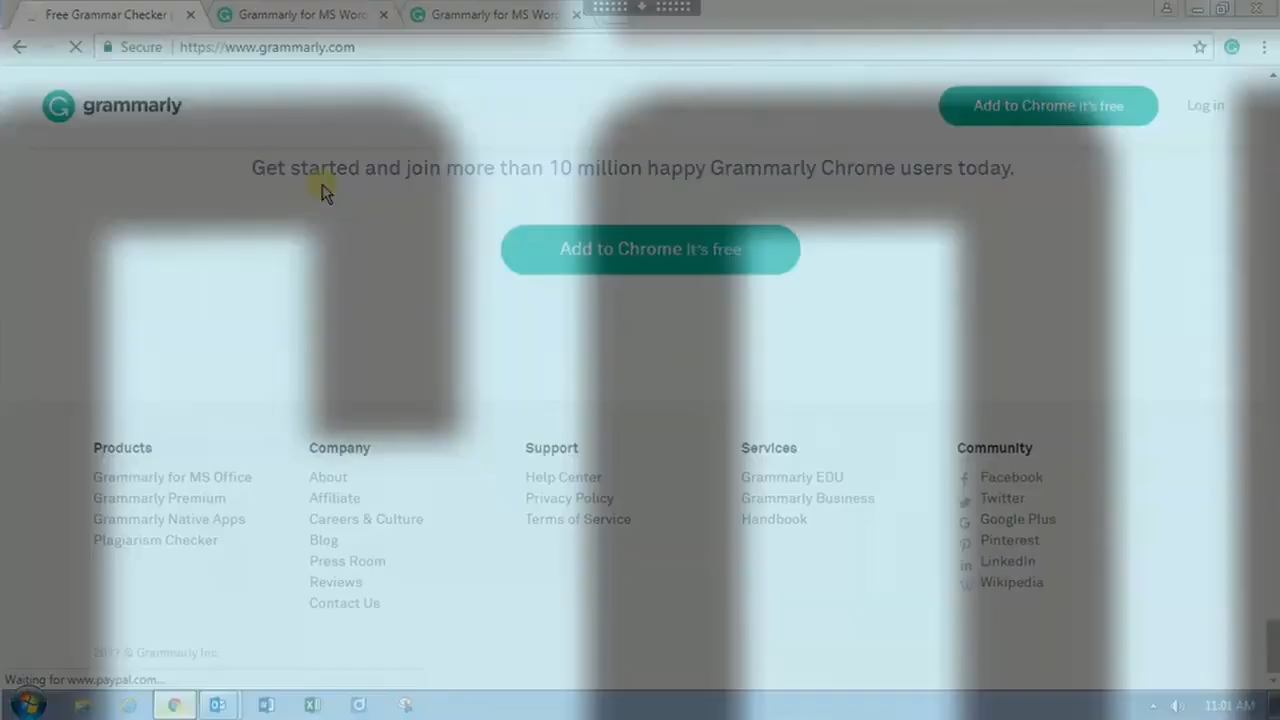 Free Grammar Checker
Grammarly for MS Word
Grammarly for MS Word
Secure
https://www.grammarly.com
grammarly
Add to Chrome It's free
Log in
Get started and join more than 10 million happy Grammarly Chrome users today.
Add to Chrome It's free
Products
Grammarly for MS Office
Grammarly Premium
Grammarly Native Apps
Plagiarism Checker
Company
About
Affiliate
Careers & Culture
Blog
Press Room
Reviews
Contact Us
Support
Help Center
Privacy Policy
Terms of Service
Services
Grammarly EDU
Grammarly Business
Handbook
Community
Facebook
Twitter
Google Plus
Pinterest
LinkedIn
Wikipedia
2017 © Grammarly Inc.
Waiting for www.paypal.com...
11:01 AM